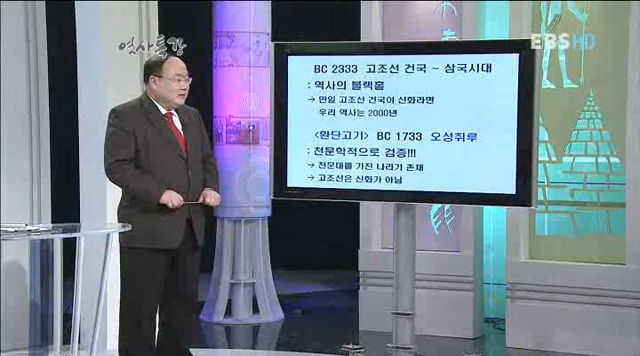 역사특강
EBS HD
BC 2333 고조선 건국 ~ 삼국시대
: 역사의 블랙홀
→ 만일 고조선 건국이 신화라면
우리 역사는 2000년
<환단고기> BC 1733 오성취루
: 천문학적으로 검증!!!
→ 천문대를 가진 나라가 존재
→ 고조선은 신화가 아님